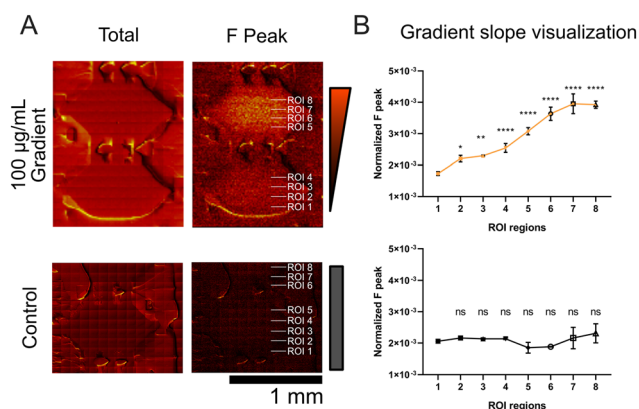 A
B
Total
F Peak
Gradient slope visualization
100 µg/mL
Gradient
ROI 8
ROI 7
ROI 6
ROI 5
ROI 4
ROI 3
ROI 2
ROI 1
Normalized F peak
5×10⁻³
4×10⁻³
3×10⁻³
2×10⁻³
1×10⁻³
* ** **** **** **** **** ****
1 2 3 4 5 6 7 8
ROI regions
Control
ROI 8
ROI 7
ROI 6
ROI 5
ROI 4
ROI 3
ROI 2
ROI 1
1 mm
Normalized F peak
5×10⁻³
4×10⁻³
3×10⁻³
2×10⁻³
1×10⁻³
ns ns ns ns ns ns ns
1 2 3 4 5 6 7 8
ROI regions